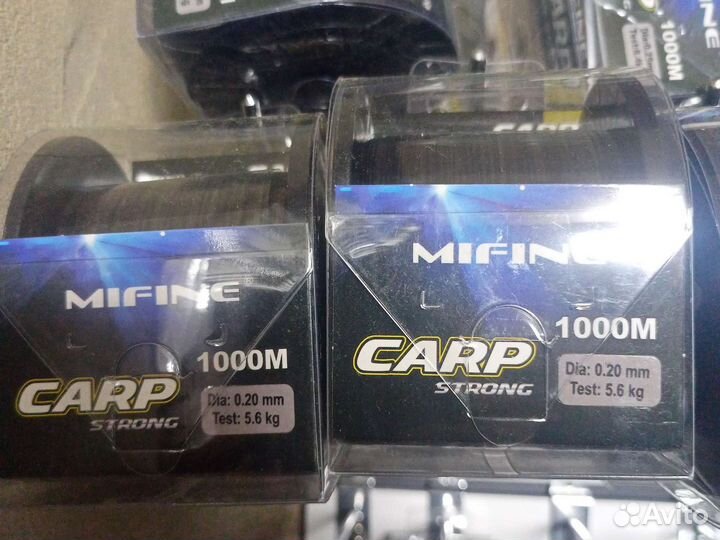 1000M
CARP
MIFINE
1000M
CARP
STRONG
Dia: 0.20 mm
Test: 5.6 kg
MIFINE
1000M
CARP
STRONG
Dia: 0.20 mm
Test: 5.6 kg
Avito